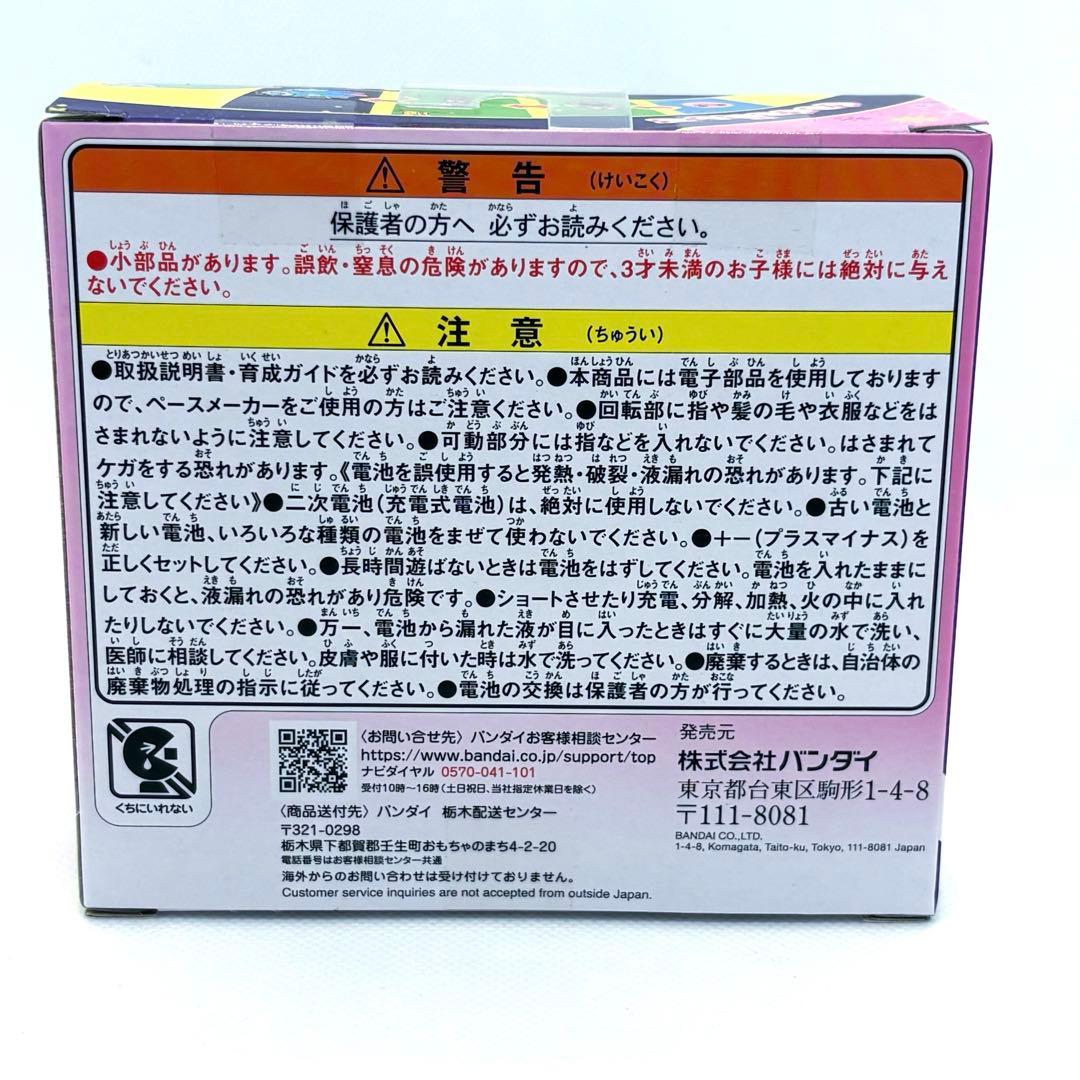 警告 (けいこく)
保護者の方へ 必ずお読みください。
●小部品があります。誤飲・窒息の危険がありますので、3才未満のお子様には絶対に与え
ないでください。
注意 (ちゅうい)
●取扱説明書・育成ガイドを必ずお読みください。●本商品には電子部品を使用しております
ので、ペースメーカーをご使用の方はご注意ください。●回転部に指や髪の毛や衣服などをは
さまれないように注意してください。●可動部分には指などを入れないでください。はさまれて
ケガをする恐れがあります。《電池を誤使用すると発熱・破裂・液漏れの恐れがあります。下記に
注意してください》●二次電池(充電式電池)は、絶対に使用しないでください。●古い電池と
新しい電池、いろいろな種類の電池をまぜて使わないでください。●+-(プラスマイナス)を
正しくセットしてください。●長時間遊ばないときは電池をはずしてください。電池を入れたままに
しておくと、液漏れの恐れがあり危険です。●ショートさせたり充電、分解、加熱、火の中に入れ
たりしないでください。●万一、電池から漏れた液が目に入ったときはすぐに大量の水で洗い、
医師に相談してください。皮膚や服に付いた時は水で洗ってください。●廃棄するときは、自治体の
廃棄物処理の指示に従ってください。●電池の交換は保護者の方が行ってください。
くちにいれない
〈お問い合せ先〉バンダイお客様相談センター
https://www.bandai.co.jp/support/top
ナビダイヤル 0570-041-101
受付10時〜16時(土日祝日、当社指定休業日を除く)
〈商品送付先〉バンダイ 栃木配送センター
〒321-0298
栃木県下都賀郡壬生町おもちゃのまち4-2-20
電話番号はお客様相談センター共通
海外からのお問い合わせは受け付けておりません。
Customer service inquiries are not accepted from outside Japan.
発売元
株式会社バンダイ
東京都台東区駒形1-4-8
〒111-8081
BANDAI CO.,LTD.
1-4-8, Komagata, Taito-ku, Tokyo, 111-8081 Japan